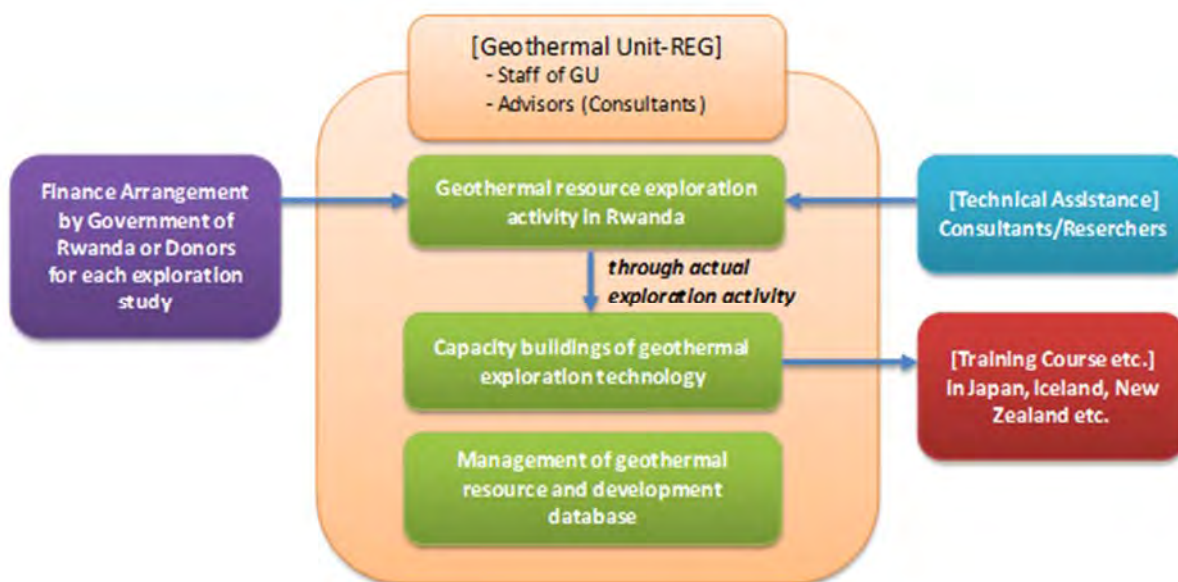 [Geothermal Unit-REG]
- Staff of GU
- Advisors (Consultants)
Finance Arrangement
by Government of
Rwanda or Donors
for each exploration
study
Geothermal resource exploration
activity in Rwanda
[Technical Assistance]
Consultants/Reserchers
through actual
exploration activity
Capacity buildings of geothermal
exploration technology
[Training Course etc.]
In Japan, Iceland, New
Zealand etc.
Management of geothermal
resource and development
database